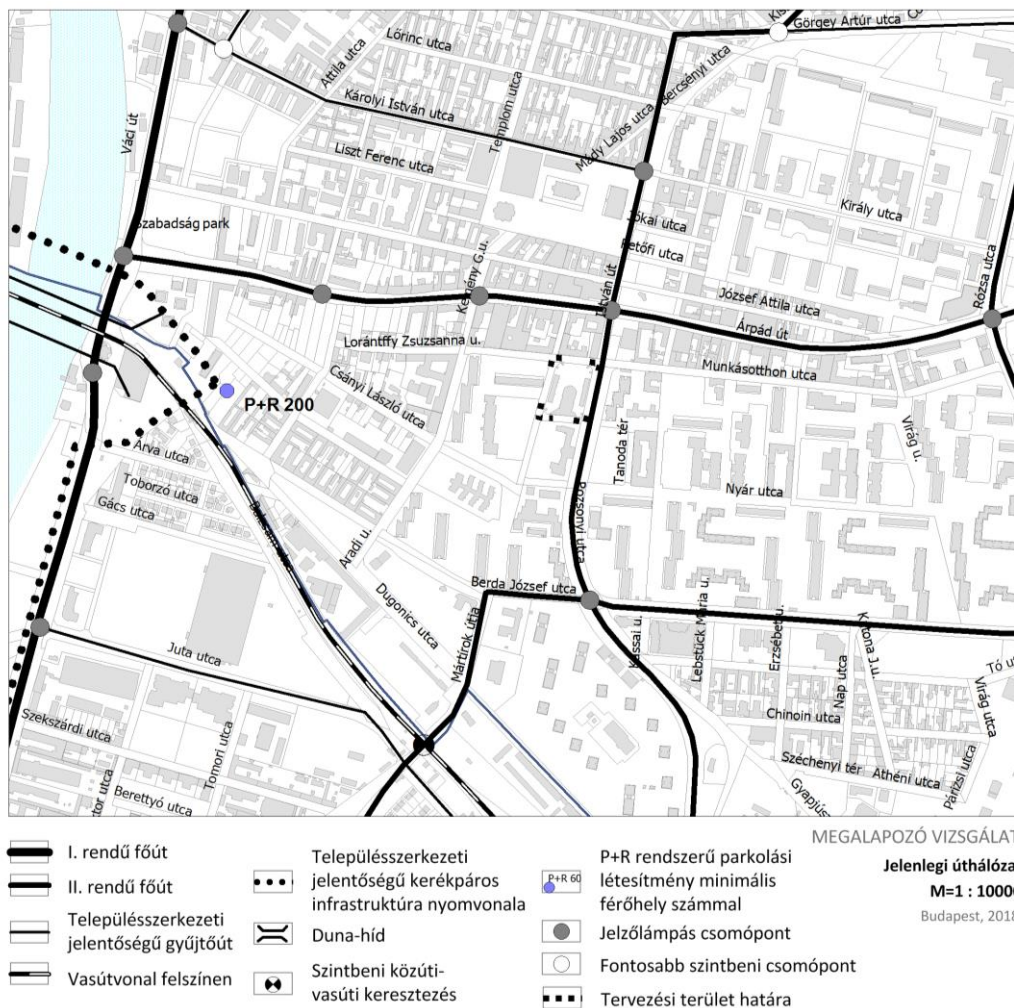 Görgey Artúr utca
Lőrinc utca
Attila utca
Bercsényi utca
Károlyi István utca
Templom utca
Mády Lajos utca
Váci út
Liszt Ferenc utca
Király utca
Szabadság park
Jókai utca
Petőfi utca
Kemény G.u.
István út
Rózsa utca
József Attila utca
Árpád út
Lorántffy Zsuzsanna u.
Munkásotthon utca
Csányi László utca
P+R 200
Virág u.
Tanoda tér
Árva utca
Toborzó utca
Nyár utca
Gács utca
Pozsonyi utca
Aradi u.
Berda József utca
Dugonics utca
Mártírok útja
Kassai u.
Lebstück Mária u.
Erzsébet u.
Katona J.u.
Nap utca
Tó u
Juta utca
Virág utca
Chinoin utca
Szekszárdi utca
Tomori utca
Széchenyi tér
Athéni utca
Párizsi utca
Berettyó utca
tor utca
Gyapjús
I. rendű főút
II. rendű főút
Településszerkezeti
jelentőségű gyűjtőút
Vasútvonal felszínen
Településszerkezeti
jelentőségű kerékpáros
infrastruktúra nyomvonala
Duna-híd
Szintbeni közúti-
vasúti keresztezés
P+R 60
P+R rendszerű parkolási
létesítmény minimális
férőhely számmal
Jelzőlámpás csomópont
Fontosabb szintbeni csomópont
Tervezési terület határa
MEGALAPOZÓ VIZSGÁLAT
Jelenlegi úthálóza
M=1 : 1000
Budapest, 2018